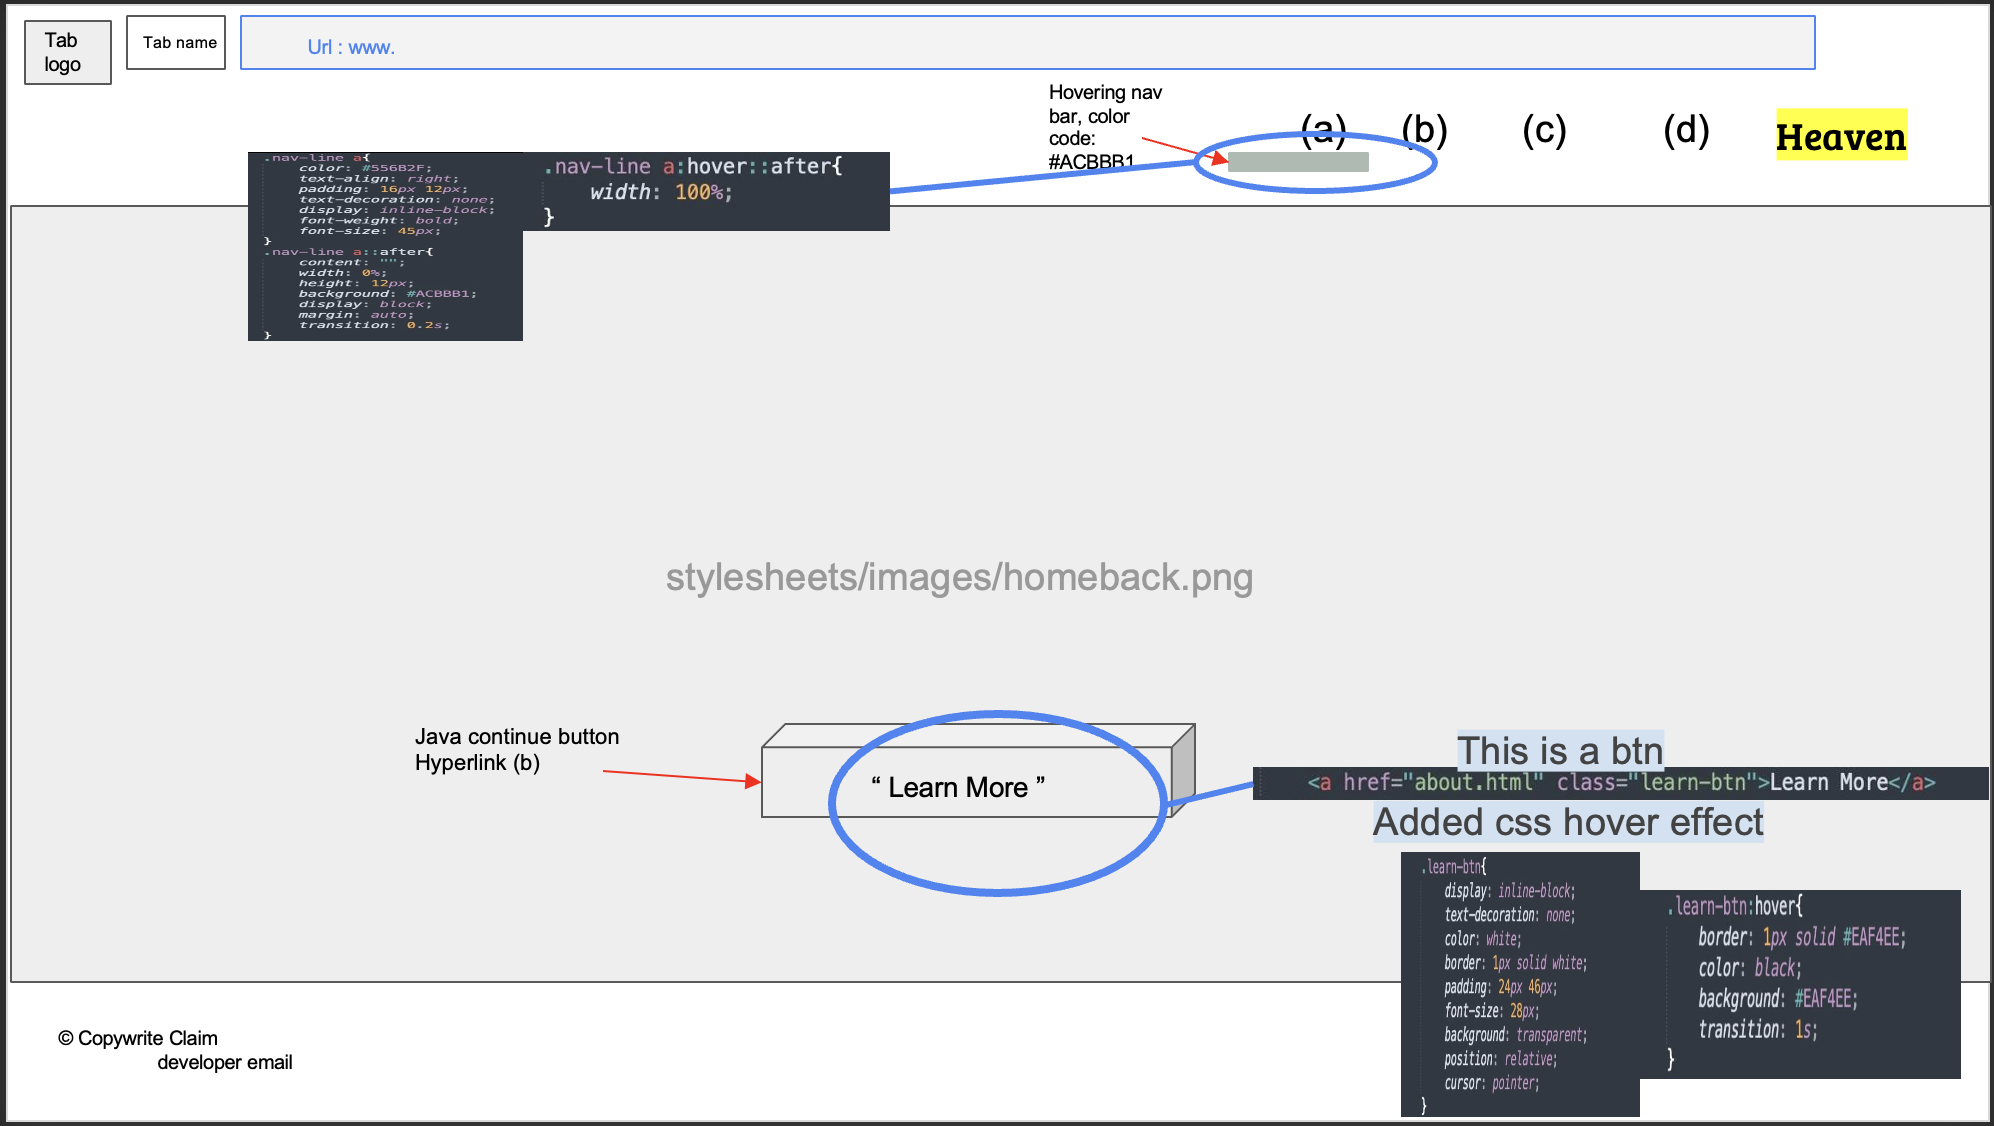 Tab
logo
Tab name
Url : www.
Hovering nav
bar, color
code:
#ACBBB1
(a) (b) (c) (d) Heaven
.nav-line a{
color: #556B2F;
text-align: right;
padding: 16px 12px;
text-decoration: none;
display: inline-block;
font-weight: bold;
font-size: 45px;
}
.nav-line a::after{
content: "";
width: 0%;
height: 12px;
background: #ACBBB1;
display: block;
margin: auto;
transition: 0.2s;
}
.nav-line a:hover::after{
width: 100%;
}
stylesheets/images/homeback.png
Java continue button
Hyperlink (b)
“ Learn More ”
This is a btn
<a href="about.html" class="learn-btn">Learn More</a>
Added css hover effect
.learn-btn{
display: inline-block;
text-decoration: none;
color: white;
border: 1px solid white;
padding: 24px 46px;
font-size: 28px;
background: transparent;
position: relative;
cursor: pointer;
}
.learn-btn:hover{
border: 1px solid #EAF4EE;
color: black;
background: #EAF4EE;
transition: 1s;
}
© Copywrite Claim
developer email